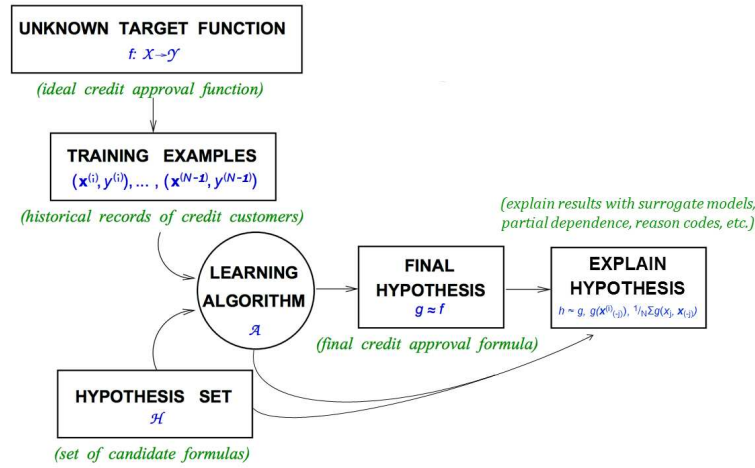 UNKNOWN TARGET FUNCTION
f: 𝒳→𝒴
(ideal credit approval function)
TRAINING EXAMPLES
(x⁽ⁱ⁾, y⁽ⁱ⁾), ... , (x⁽ᴺ⁻¹⁾, y⁽ᴺ⁻¹⁾)
(historical records of credit customers)
(explain results with surrogate models,
partial dependence, reason codes, etc.)
LEARNING
ALGORITHM
𝒜
FINAL
HYPOTHESIS
g ≈ f
(final credit approval formula)
EXPLAIN
HYPOTHESIS
h ≈ g, g(x⁽ⁱ⁾₍₋ⱼ₎), ¹/N Σg(xⱼ, x₍₋ⱼ₎)
HYPOTHESIS SET
ℋ
(set of candidate formulas)